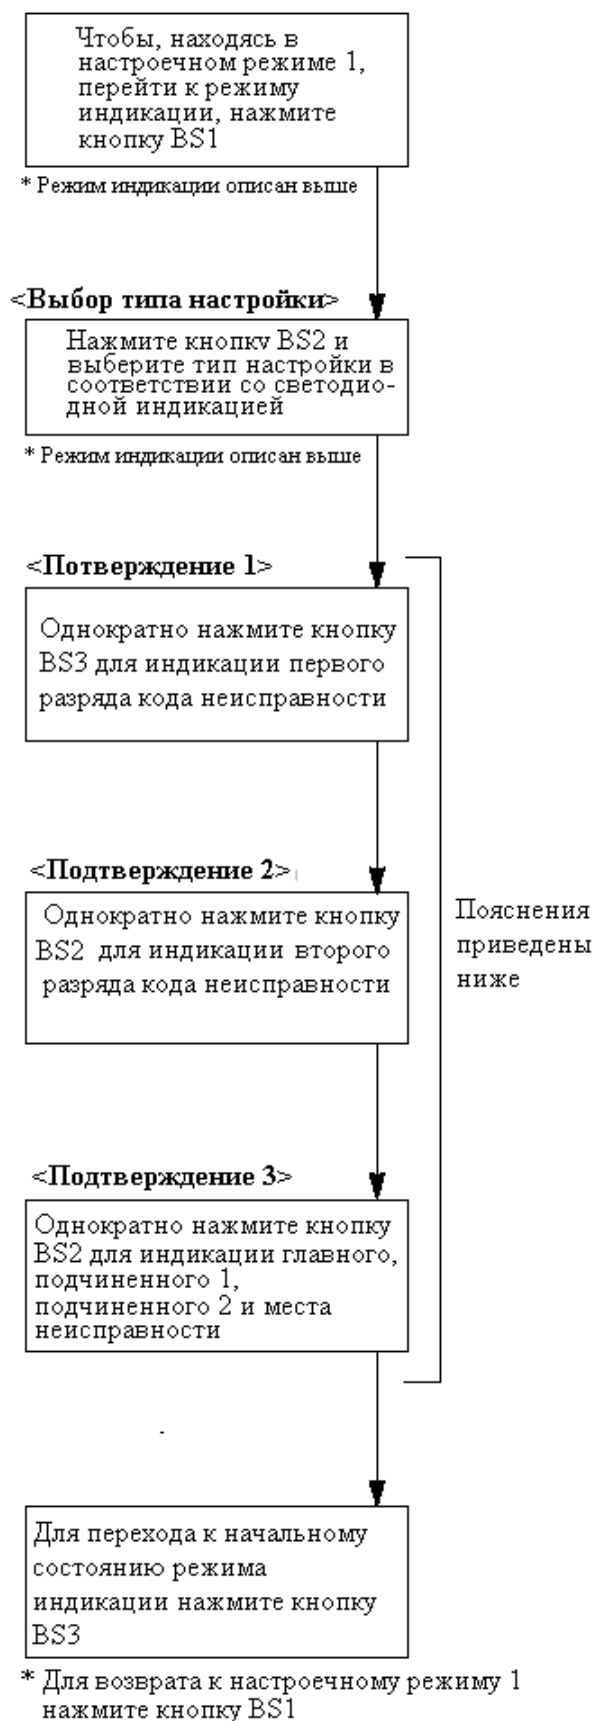 Чтобы, находясь в
настроечном режиме 1,
перейти к режиму
индикации, нажмите
кнопку BS1
* Режим индикации описан выше
<Выбор типа настройки>
Нажмите кнопку BS2 и
выберите тип настройки в
соответствии со светодио-
дной индикацией
* Режим индикации описан выше
<Потверждение 1>
Однократно нажмите кнопку
BS3 для индикации первого
разряда кода неисправности
<Подтверждение 2>
Однократно нажмите кнопку
BS2 для индикации второго
разряда кода неисправности
Пояснения
приведены
ниже
<Подтверждение 3>
Однократно нажмите кнопку
BS2 для индикации главного,
подчиненного 1,
подчиненного 2 и места
неисправности
Для перехода к начальному
состоянию режима
индикации нажмите кнопку
BS3
* Для возврата к настроечному режиму 1
нажмите кнопку BS1